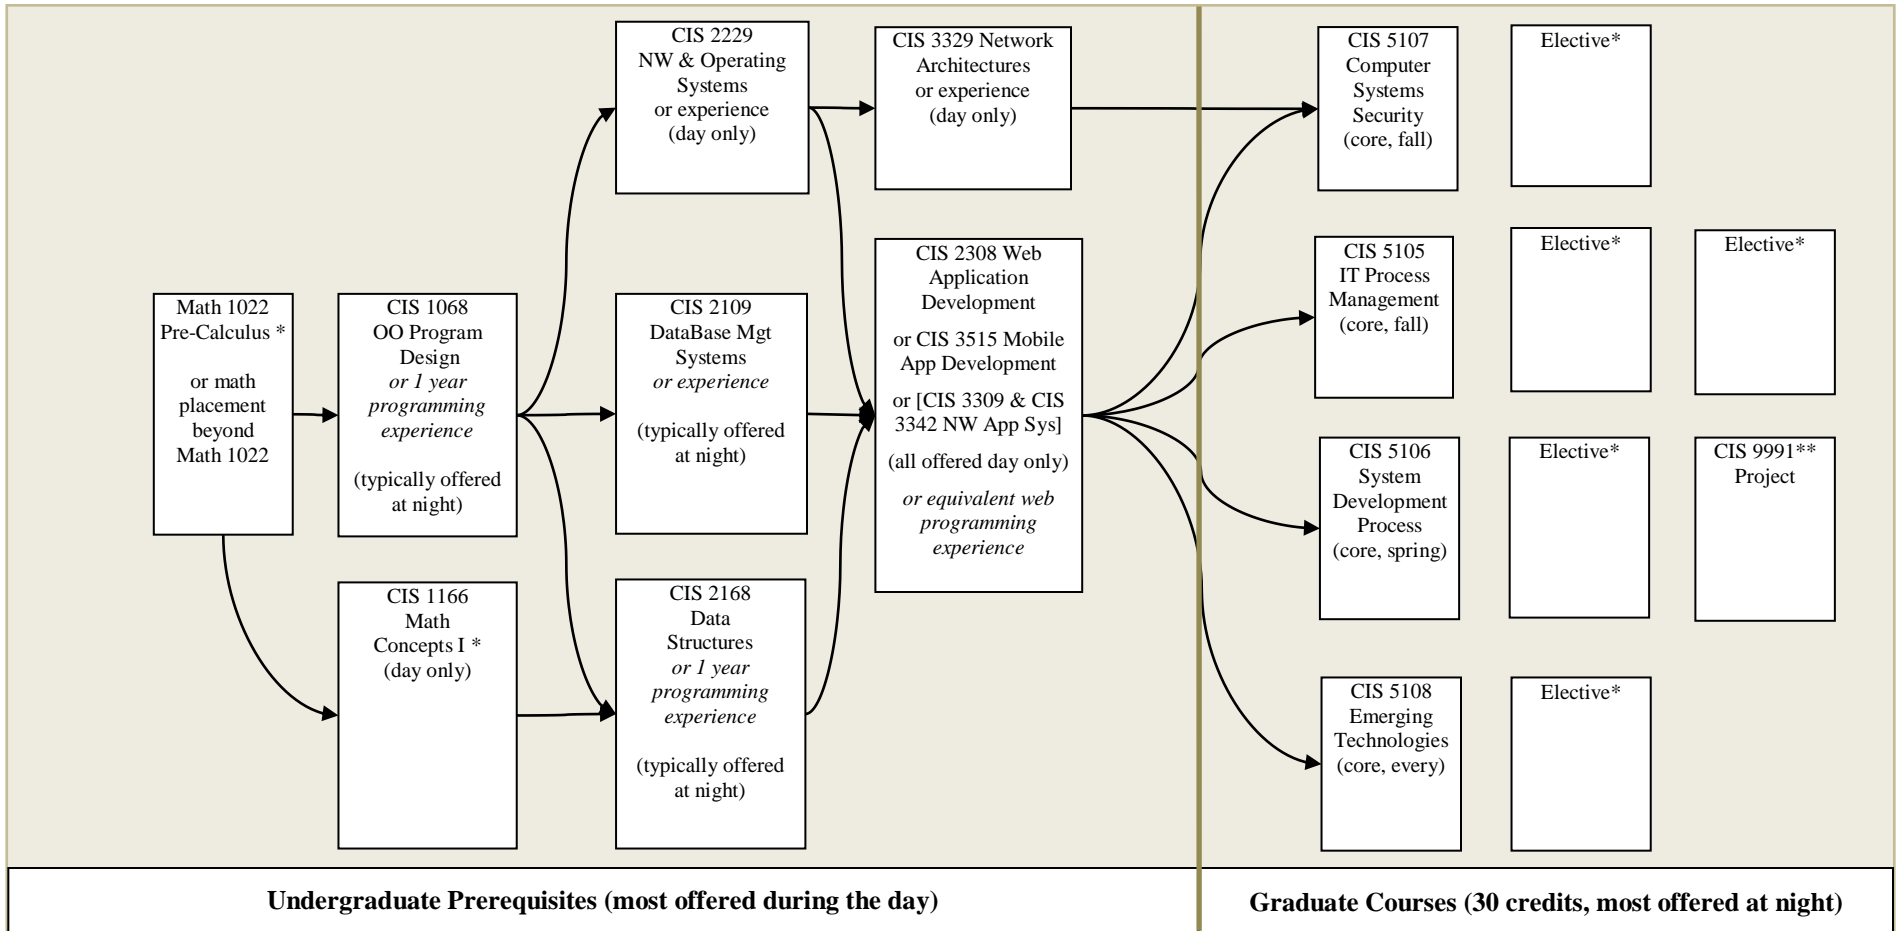 CIS 2229
NW & Operating
Systems
or experience
(day only)
CIS 3329 Network
Architectures
or experience
(day only)
CIS 5107
Computer
Systems
Security
(core, fall)
Elective*
Math 1022
Pre-Calculus *
or math
placement
beyond
Math 1022
CIS 1068
OO Program
Design
or 1 year
programming
experience
(typically offered
at night)
CIS 2109
DataBase Mgt
Systems
or experience
(typically offered
at night)
CIS 2308 Web
Application
Development
or CIS 3515 Mobile
App Development
or [CIS 3309 & CIS
3342 NW App Sys]
(all offered day only)
or equivalent web
programming
experience
CIS 5105
IT Process
Management
(core, fall)
Elective*
Elective*
CIS 5106
System
Development
Process
(core, spring)
Elective*
CIS 9991**
Project
CIS 1166
Math
Concepts I *
(day only)
CIS 2168
Data
Structures
or 1 year
programming
experience
(typically offered
at night)
CIS 5108
Emerging
Technologies
(core, every)
Elective*
Undergraduate Prerequisites (most offered during the day)
Graduate Courses (30 credits, most offered at night)